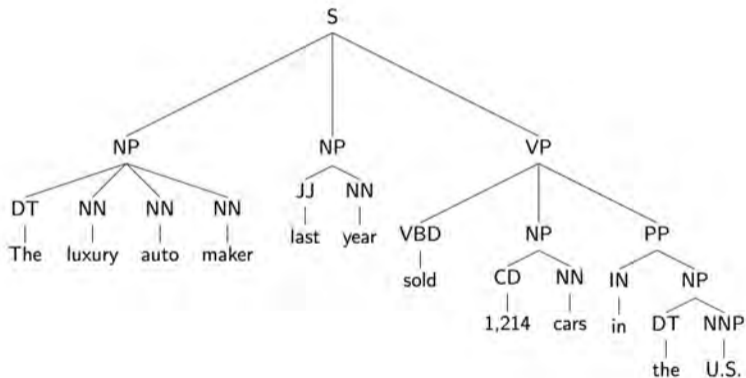 S
NP NP VP
DT NN NN NN JJ NN VBD NP PP
The luxury auto maker last year sold CD NN IN NP
1,214 cars in DT NNP
the U.S.